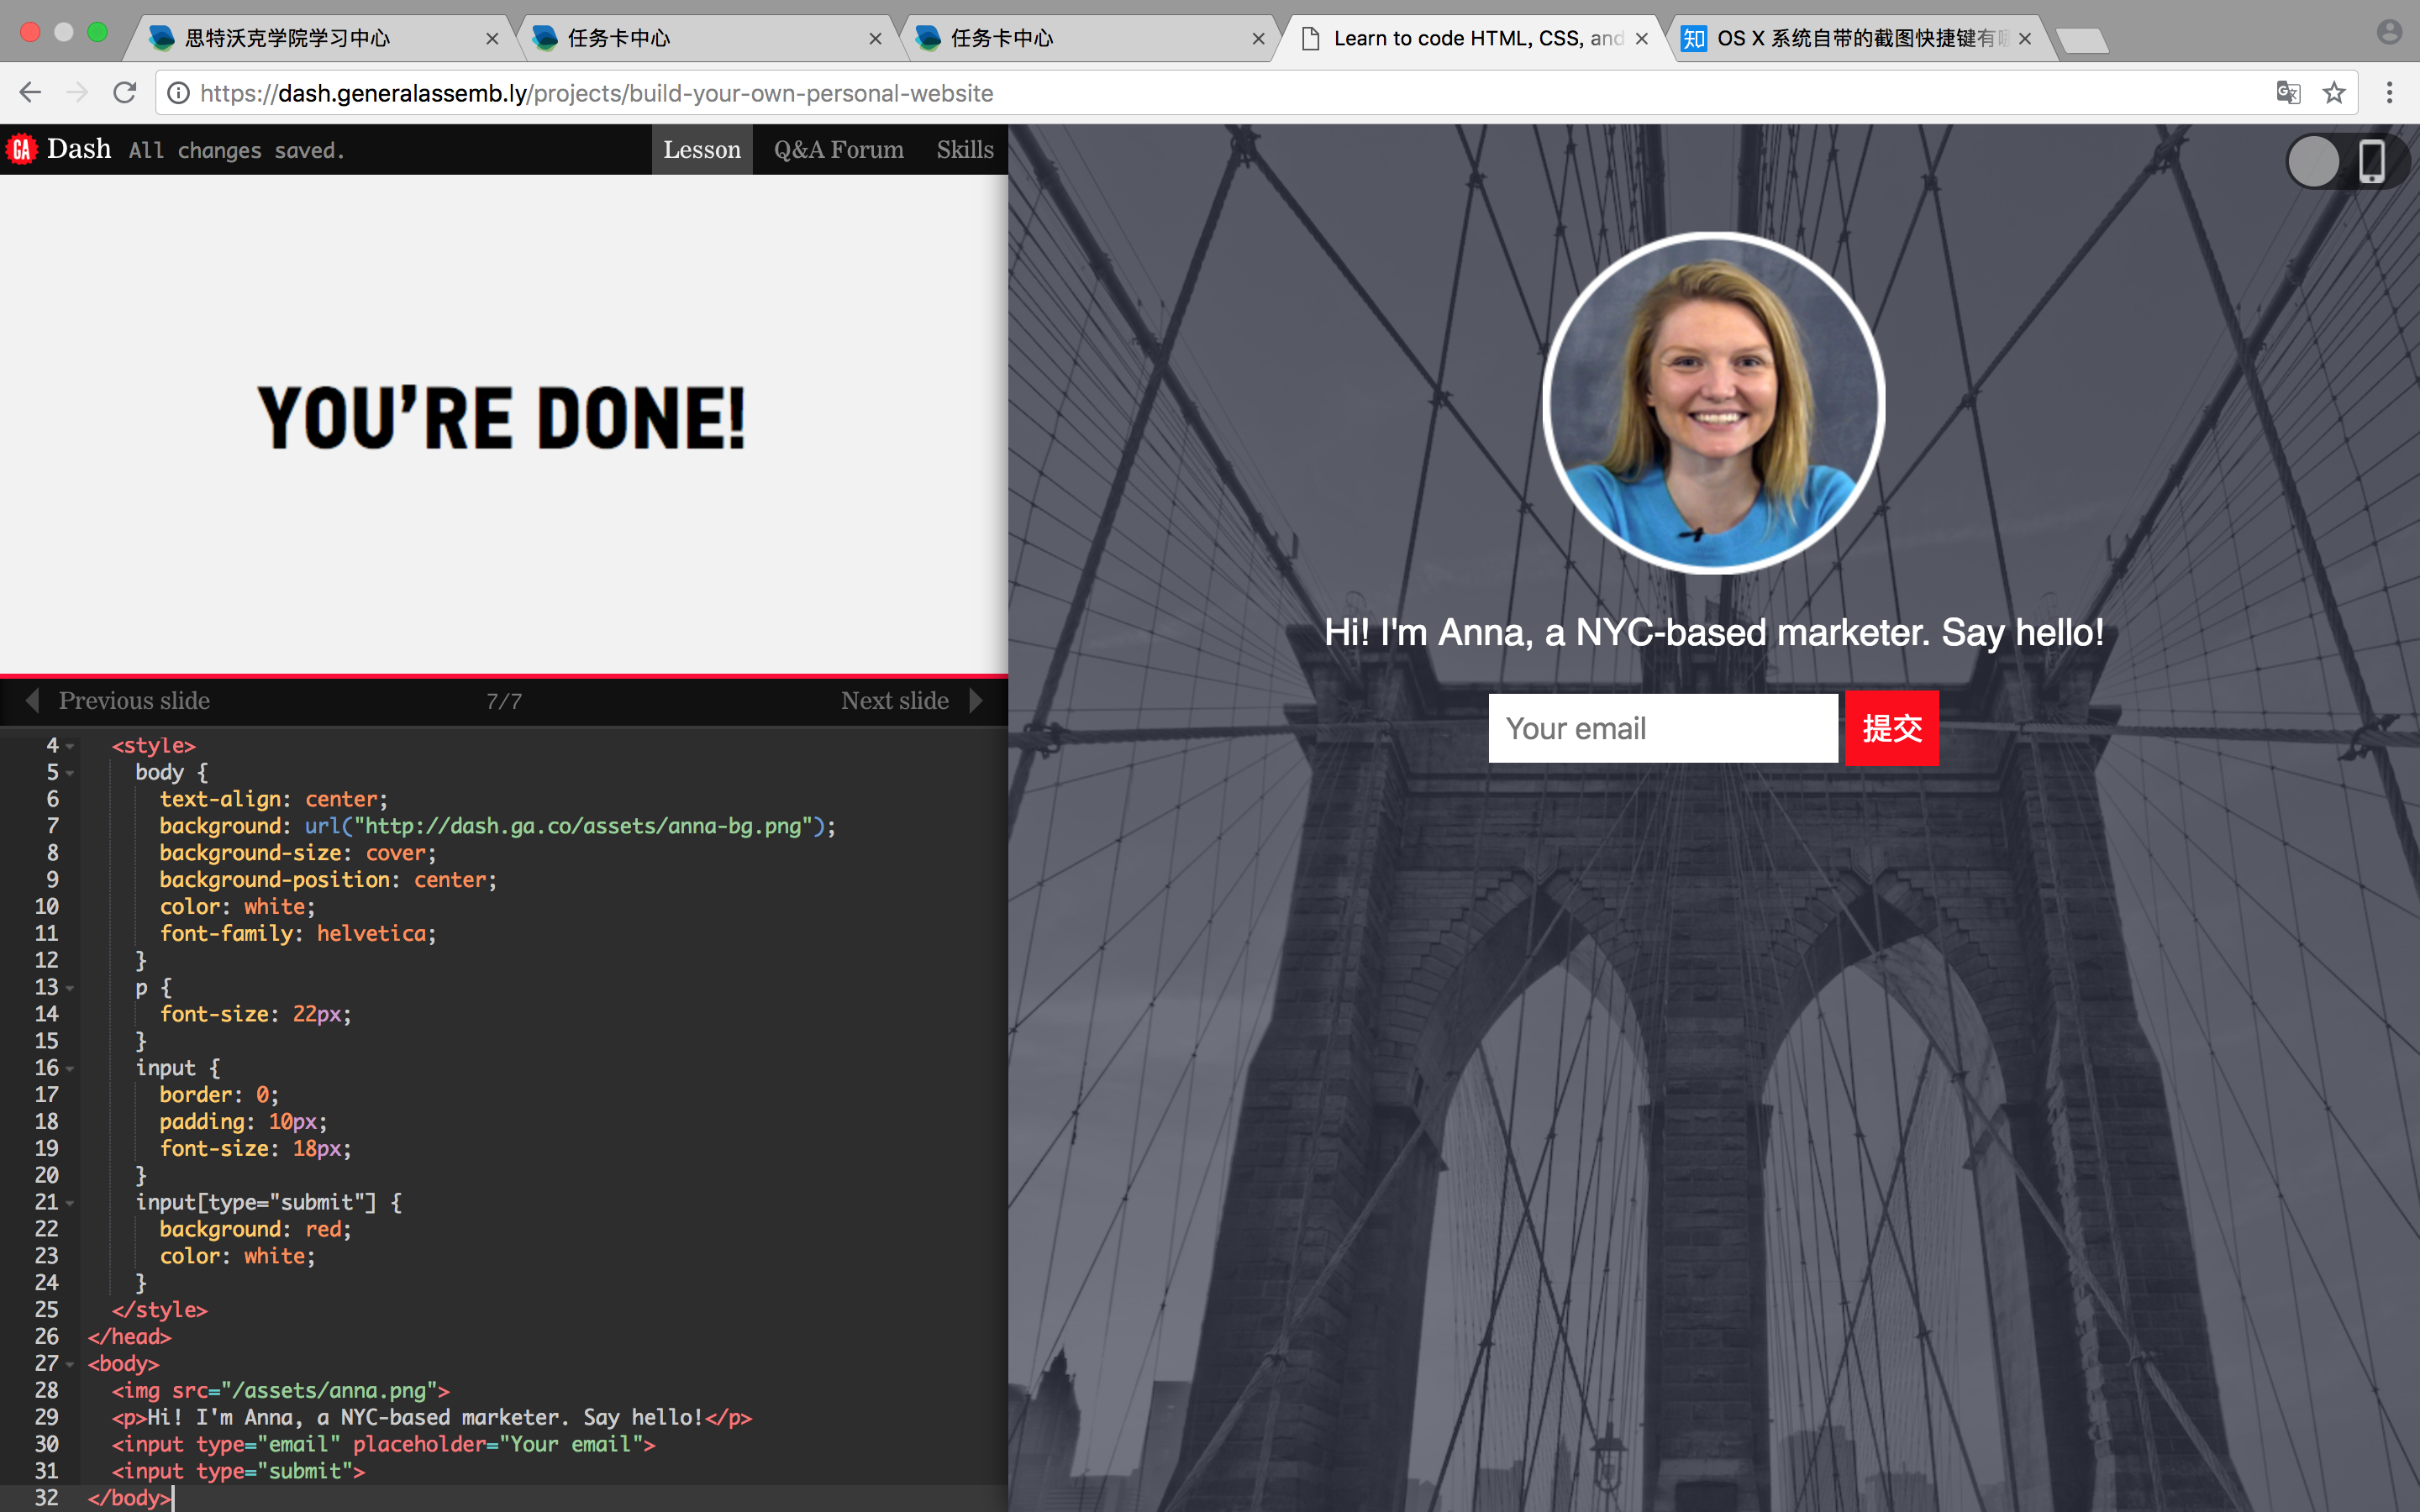 思特沃克学院学习中心
任务卡中心
任务卡中心
Learn to code HTML, CSS, and
知 OS X 系统自带的截图快捷键有哪
https://dash.generalassemb.ly/projects/build-your-own-personal-website
GA Dash All changes saved.
Lesson Q&A Forum Skills
YOU'RE DONE!
Previous slide 7/7 Next slide
4 <style>
5 body {
6 text-align: center;
7 background: url("http://dash.ga.co/assets/anna-bg.png");
8 background-size: cover;
9 background-position: center;
10 color: white;
11 font-family: helvetica;
12 }
13 p {
14 font-size: 22px;
15 }
16 input {
17 border: 0;
18 padding: 10px;
19 font-size: 18px;
20 }
21 input[type="submit"] {
22 background: red;
23 color: white;
24 }
25 </style>
26 </head>
27 <body>
28 <img src="/assets/anna.png">
29 <p>Hi! I'm Anna, a NYC-based marketer. Say hello!</p>
30 <input type="email" placeholder="Your email">
31 <input type="submit">
32 </body>
Hi! I'm Anna, a NYC-based marketer. Say hello!
Your email 提交